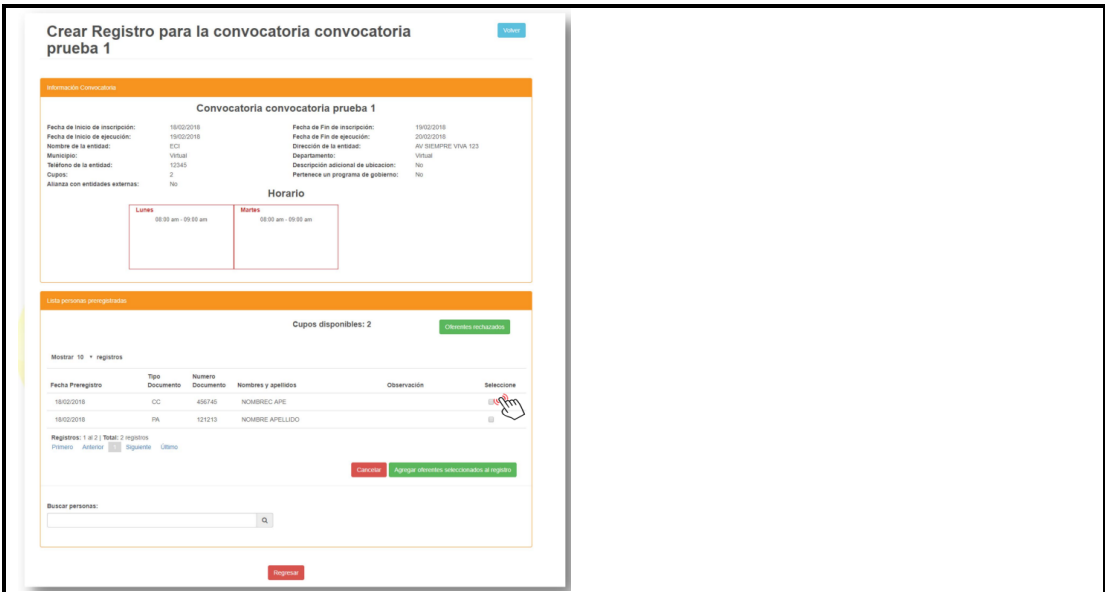 Crear Registro para la convocatoria convocatoria
prueba 1
Volver
Información Convocatoria
Convocatoria convocatoria prueba 1
Fecha de Inicio de inscripción: 18/02/2018 Fecha de Fin de inscripción: 19/02/2018
Fecha de Inicio de ejecución: 19/02/2018 Fecha de Fin de ejecución: 20/02/2018
Nombre de la entidad: ECI Dirección de la entidad: AV SIEMPRE VIVA 123
Municipio: Virtual Departamento: Virtual
Teléfono de la entidad: 12345 Descripción adicional de ubicacion: No
Cupos: 2 Pertenece un programa de gobierno: No
Alianza con entidades externas: No
Horario
Lunes Martes
08:00 am - 09:00 am 08:00 am - 09:00 am
Lista personas preregistradas
Cupos disponibles: 2
Oferentes rechazados
Mostrar 10 registros
Fecha Preregistro Tipo Documento Numero Documento Nombres y apellidos Observación Seleccione
18/02/2018 CC 456745 NOMBREC APE
18/02/2018 PA 121213 NOMBRE APELLIDO
Registros: 1 al 2 | Total: 2 registros
Primero Anterior 1 Siguiente Último
Cancelar Agregar oferentes seleccionados al registro
Buscar personas:
Regresar